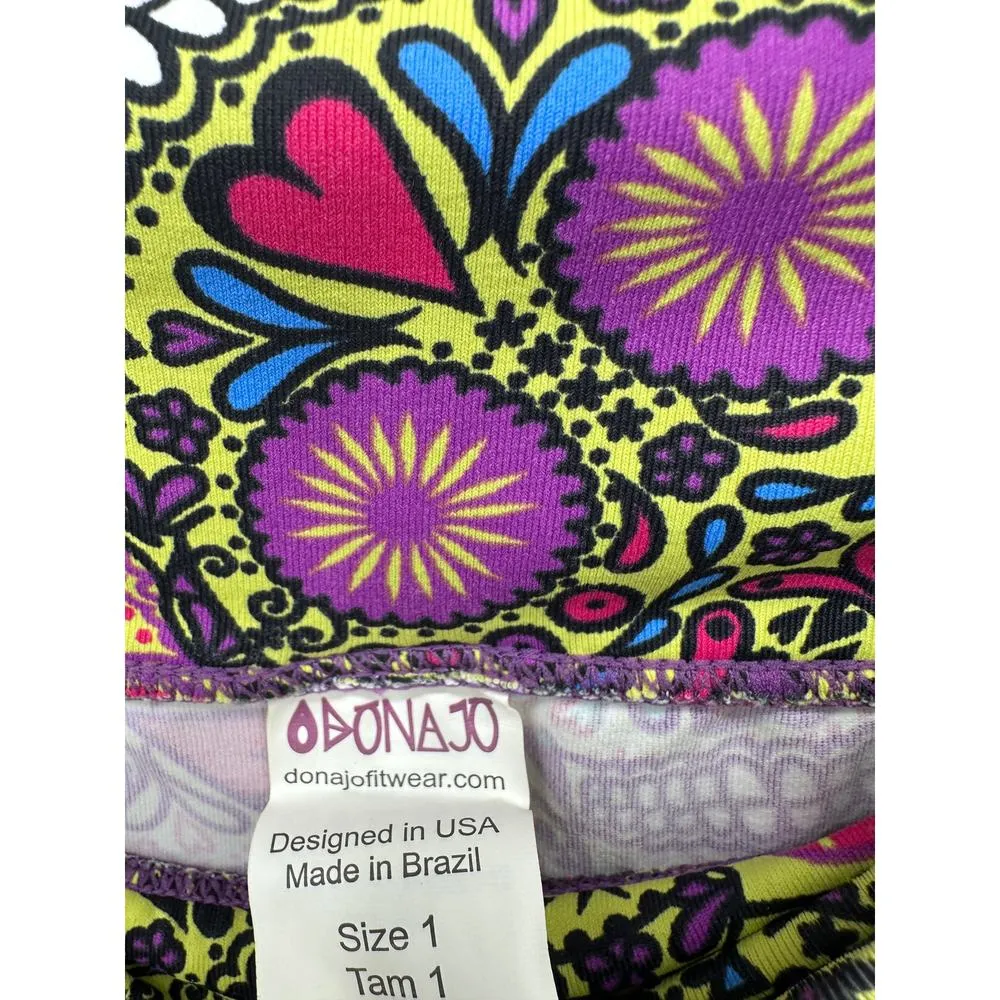 DONAJO
donajofitwear.com
Designed in USA
Made in Brazil
Size 1
Tam 1